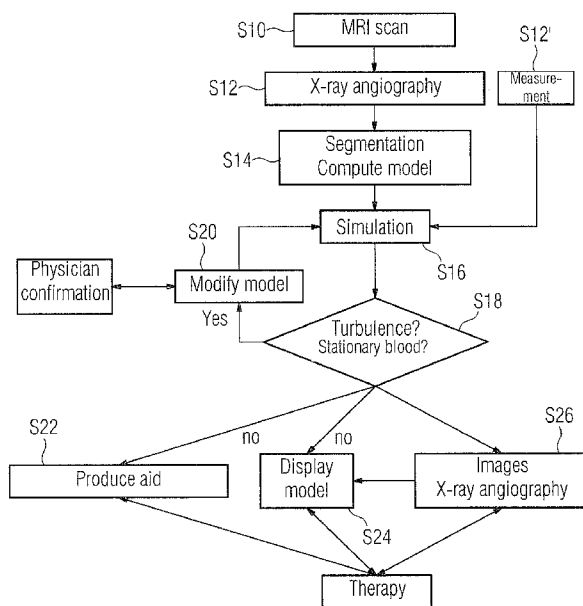 S10
MRI scan
S12'
S12
X-ray angiography
Measure-
ment
S14
Segmentation
Compute model
S20
Simulation
S16
Physician
confirmation
Modify model
Yes
S18
Turbulence?
Stationary blood?
S22
no
no
S26
Produce aid
Display
model
Images
X-ray angiography
S24
Therapy